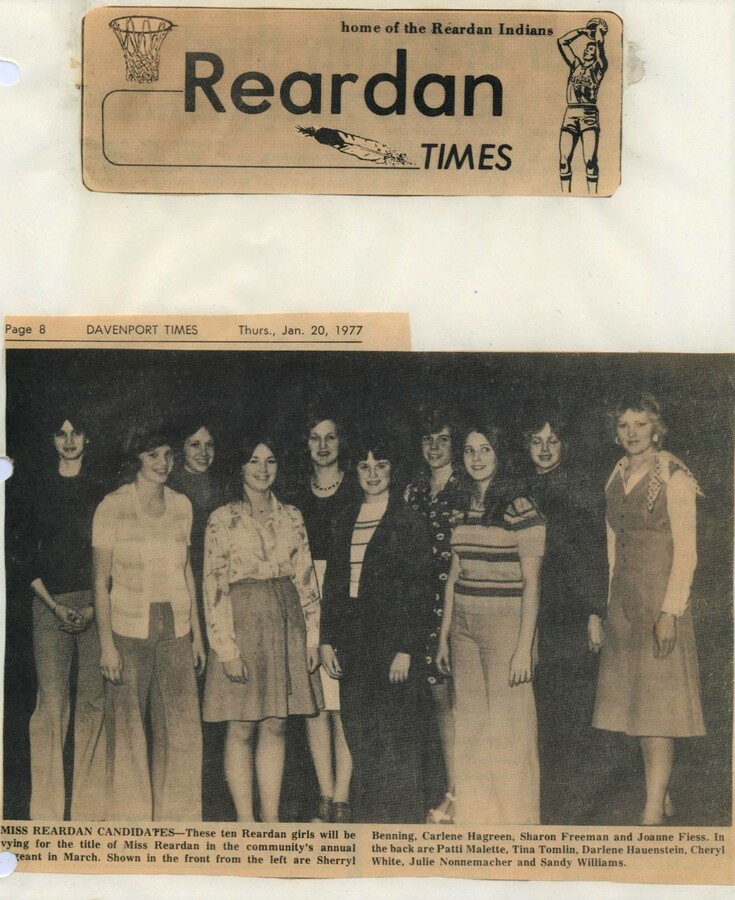 home of the Reardan Indians
Reardan
TIMES
Page 8 DAVENPORT TIMES Thurs., Jan. 20, 1977
MISS REARDAN CANDIDATES—These ten Reardan girls will be
vying for the title of Miss Reardan in the community's annual
geant in March. Shown in the front from the left are Sherryl
Benning, Carlene Hagreen, Sharon Freeman and Joanne Fiess. In
the back are Patti Malette, Tina Tomlin, Darlene Hauenstein, Cheryl
White, Julie Nonnemacher and Sandy Williams.